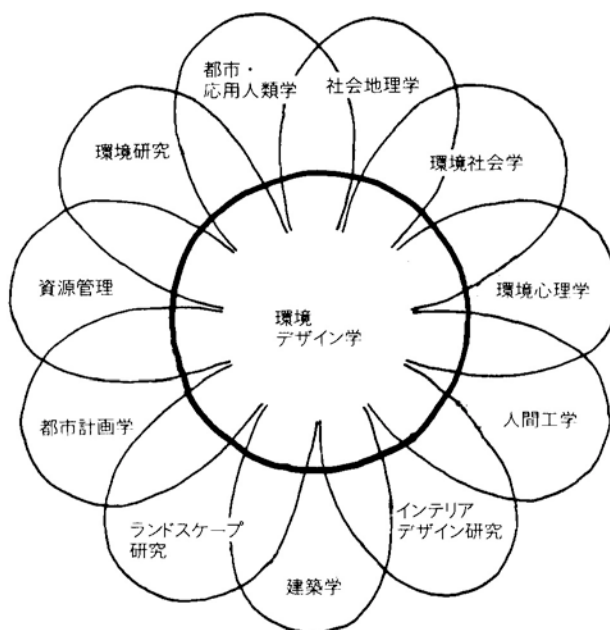 都市・
応用人類学
社会地理学
環境研究
環境社会学
資源管理
環境心理学
環境
デザイン学
都市計画学
人間工学
ランドスケープ
研究
インテリア
デザイン研究
建築学